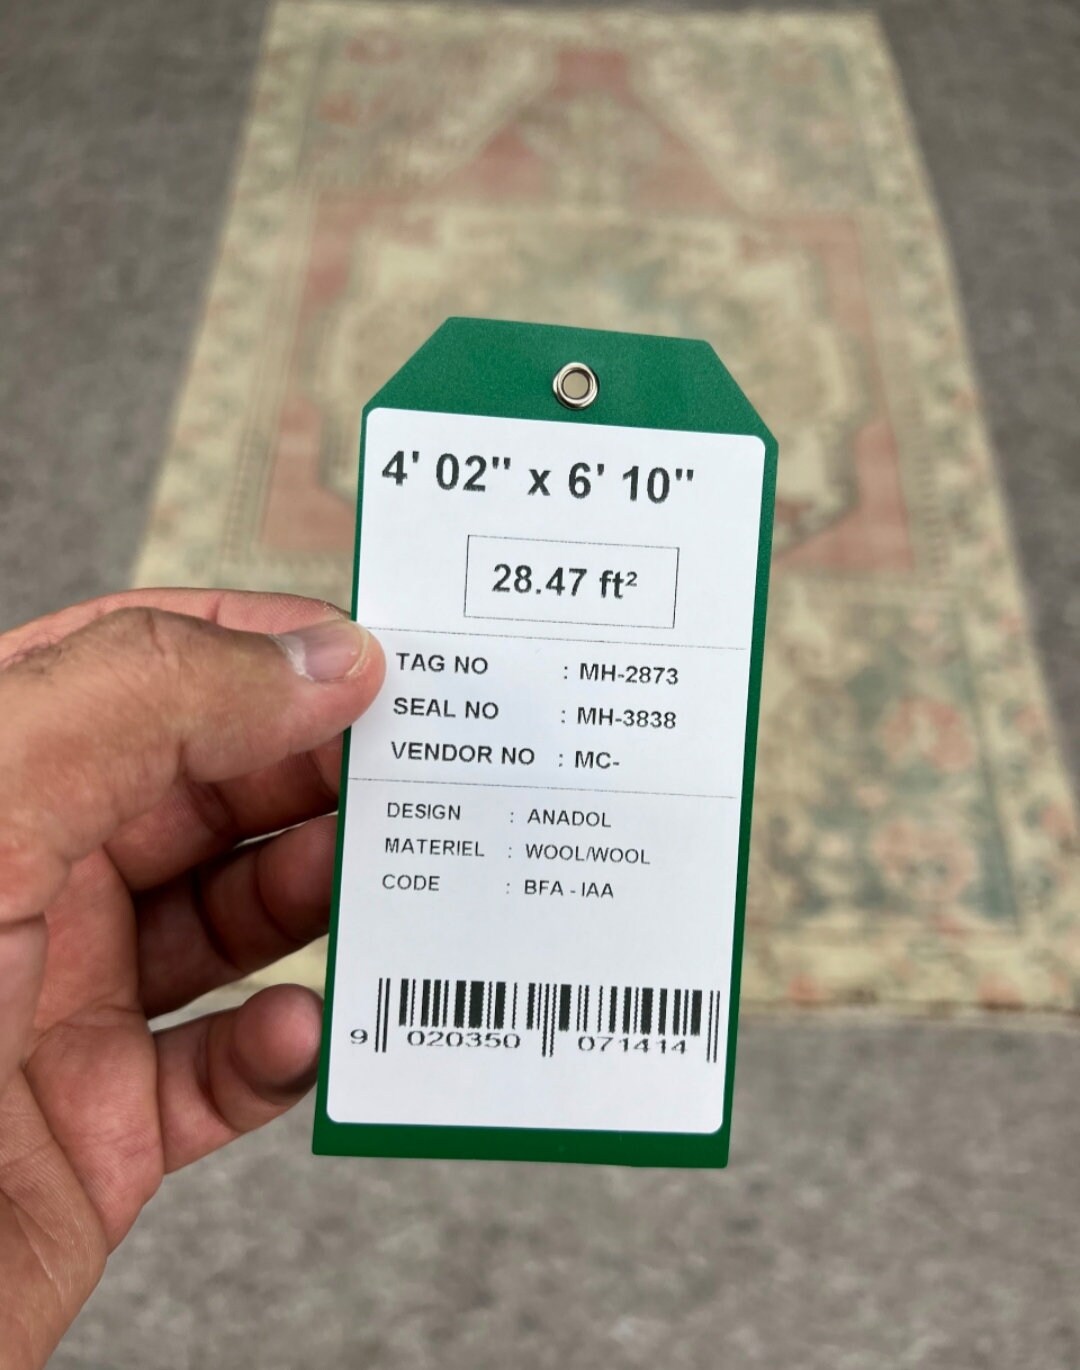 4' 02" x 6' 10"
28.47 ft²
TAG NO : MH-2873
SEAL NO : MH-3838
VENDOR NO : MC-
DESIGN : ANADOL
MATERIEL : WOOL/WOOL
CODE : BFA - IAA
9 020350 071414